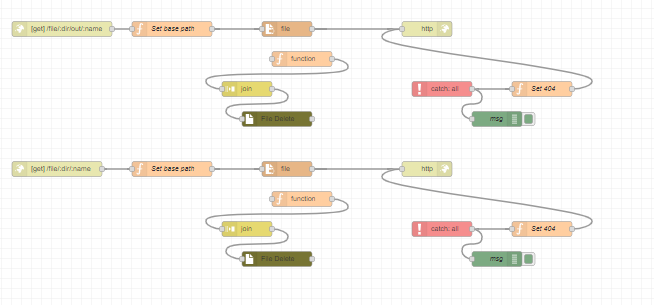 [get] /file/:dir/out/:name
Set base path
file
http
function
join
catch: all
Set 404
File Delete
msg
[get] /file/:dir/:name
Set base path
file
http
function
join
catch: all
Set 404
File Delete
msg